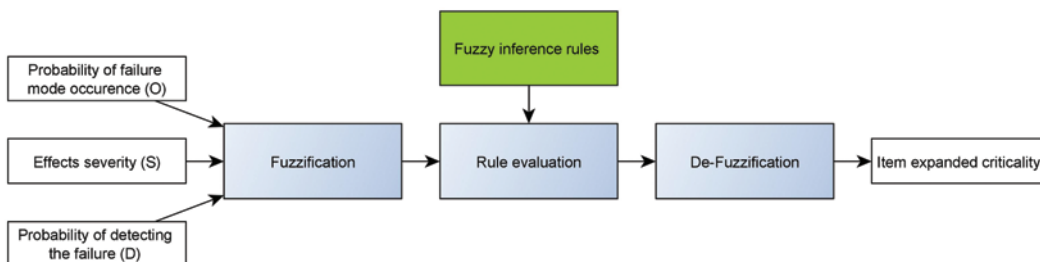 Fuzzy inference rules
Probability of failure
mode occurence (O)
Effects severity (S)
Fuzzification
Rule evaluation
De-Fuzzification
Item expanded criticality
Probability of detecting
the failure (D)